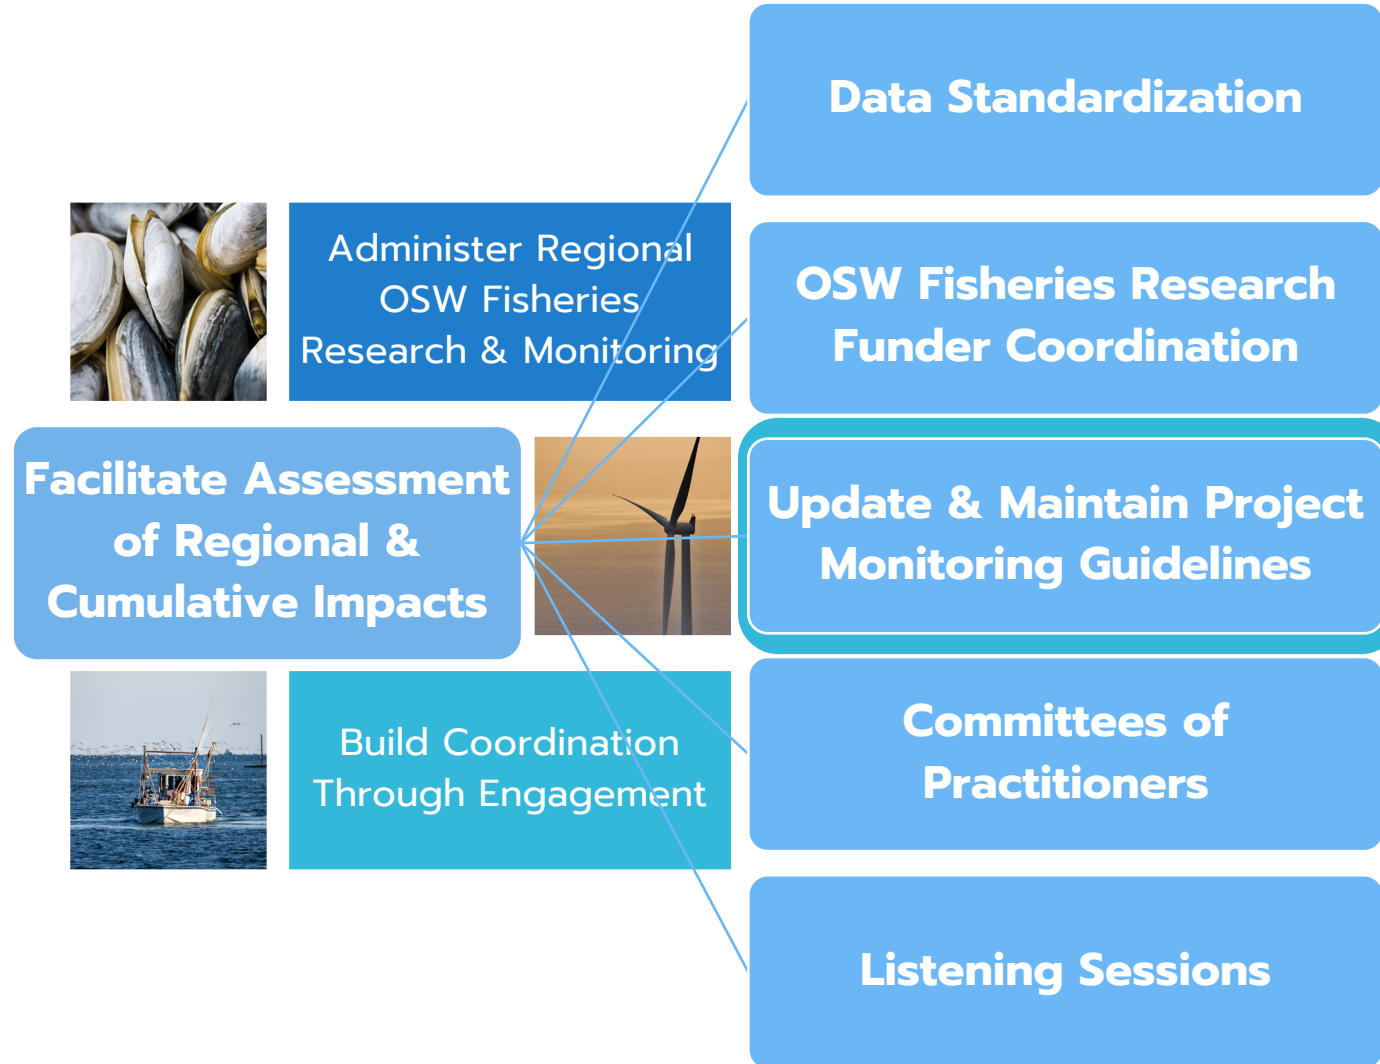 Administer Regional
OSW Fisheries
Research & Monitoring
Facilitate Assessment
of Regional &
Cumulative Impacts
Build Coordination
Through Engagement
Data Standardization
OSW Fisheries Research
Funder Coordination
Update & Maintain Project
Monitoring Guidelines
Committees of
Practitioners
Listening Sessions